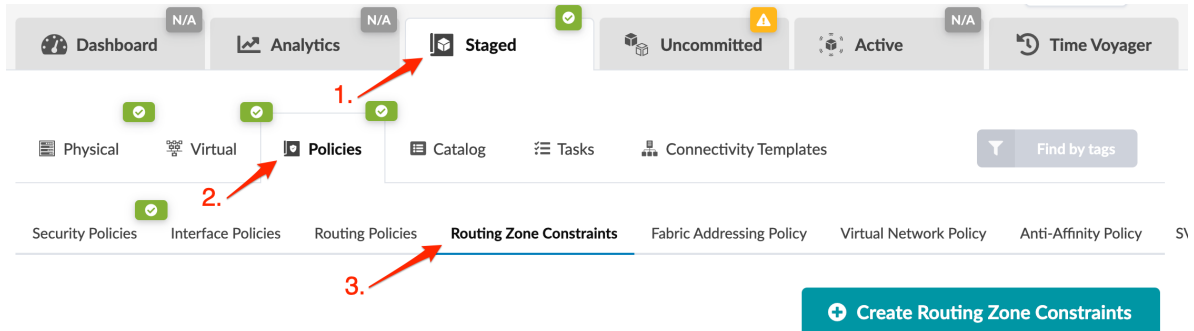 N/A N/A N/A
Dashboard Analytics Staged Uncommitted Active Time Voyager
1.
Physical Virtual Policies Catalog Tasks Connectivity Templates Find by tags
2.
Security Policies Interface Policies Routing Policies Routing Zone Constraints Fabric Addressing Policy Virtual Network Policy Anti-Affinity Policy
3.
Create Routing Zone Constraints